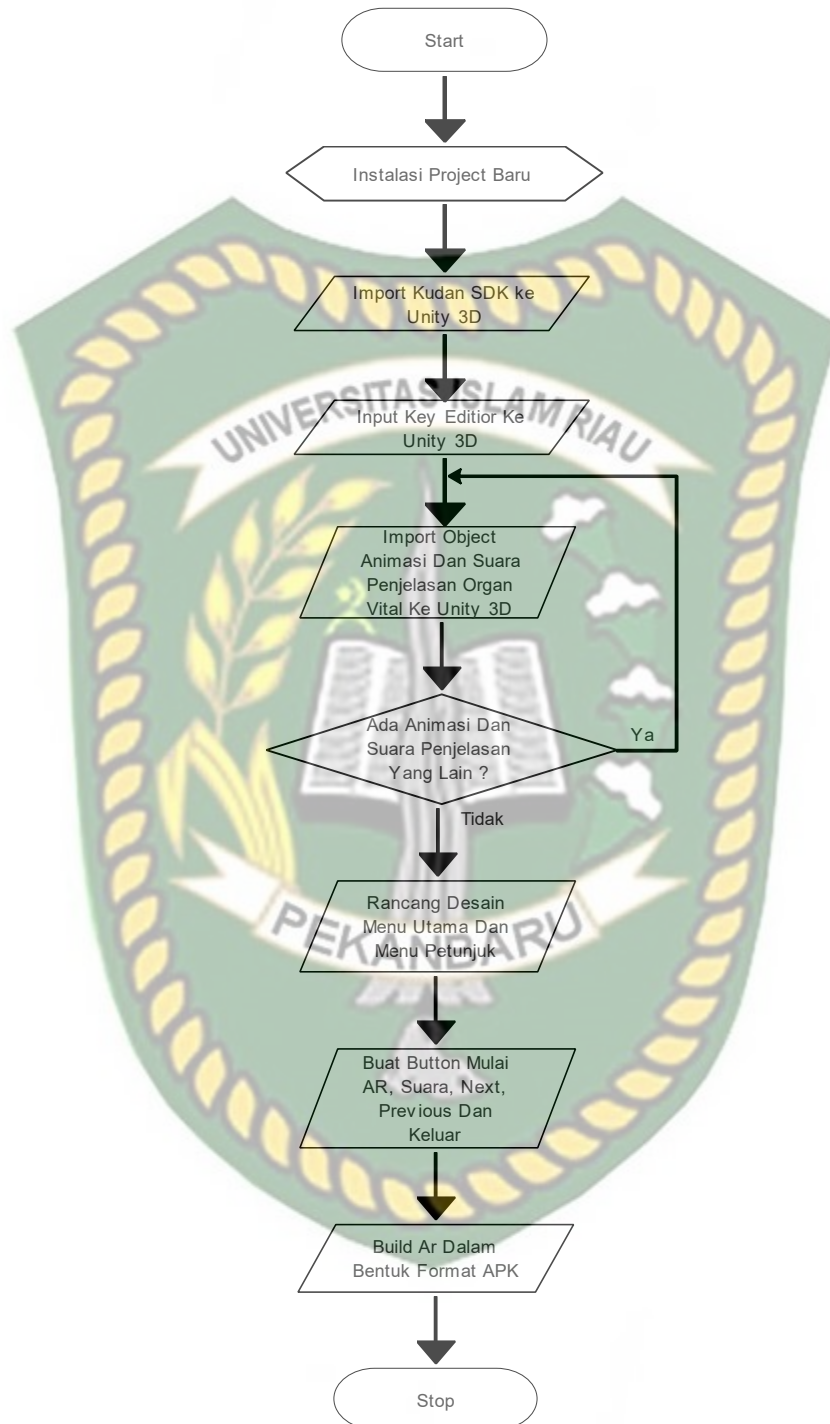 Start
Instalasi Project Baru
Import Kudan SDK ke
Unity 3D
UNIVERSITAS ISLAM RIAU
Input Key Editior Ke
Unity 3D
Import Object
Animasi Dan Suara
Penjelasan Organ
Vital Ke Unity 3D
Ada Animasi Dan
Suara Penjelasan
Yang Lain ?
Ya
Tidak
Rancang Desain
Menu Utama Dan
Menu Petunjuk
PEKANBARU
Buat Button Mulai
AR, Suara, Next,
Previous Dan
Keluar
Build Ar Dalam
Bentuk Format APK
Stop